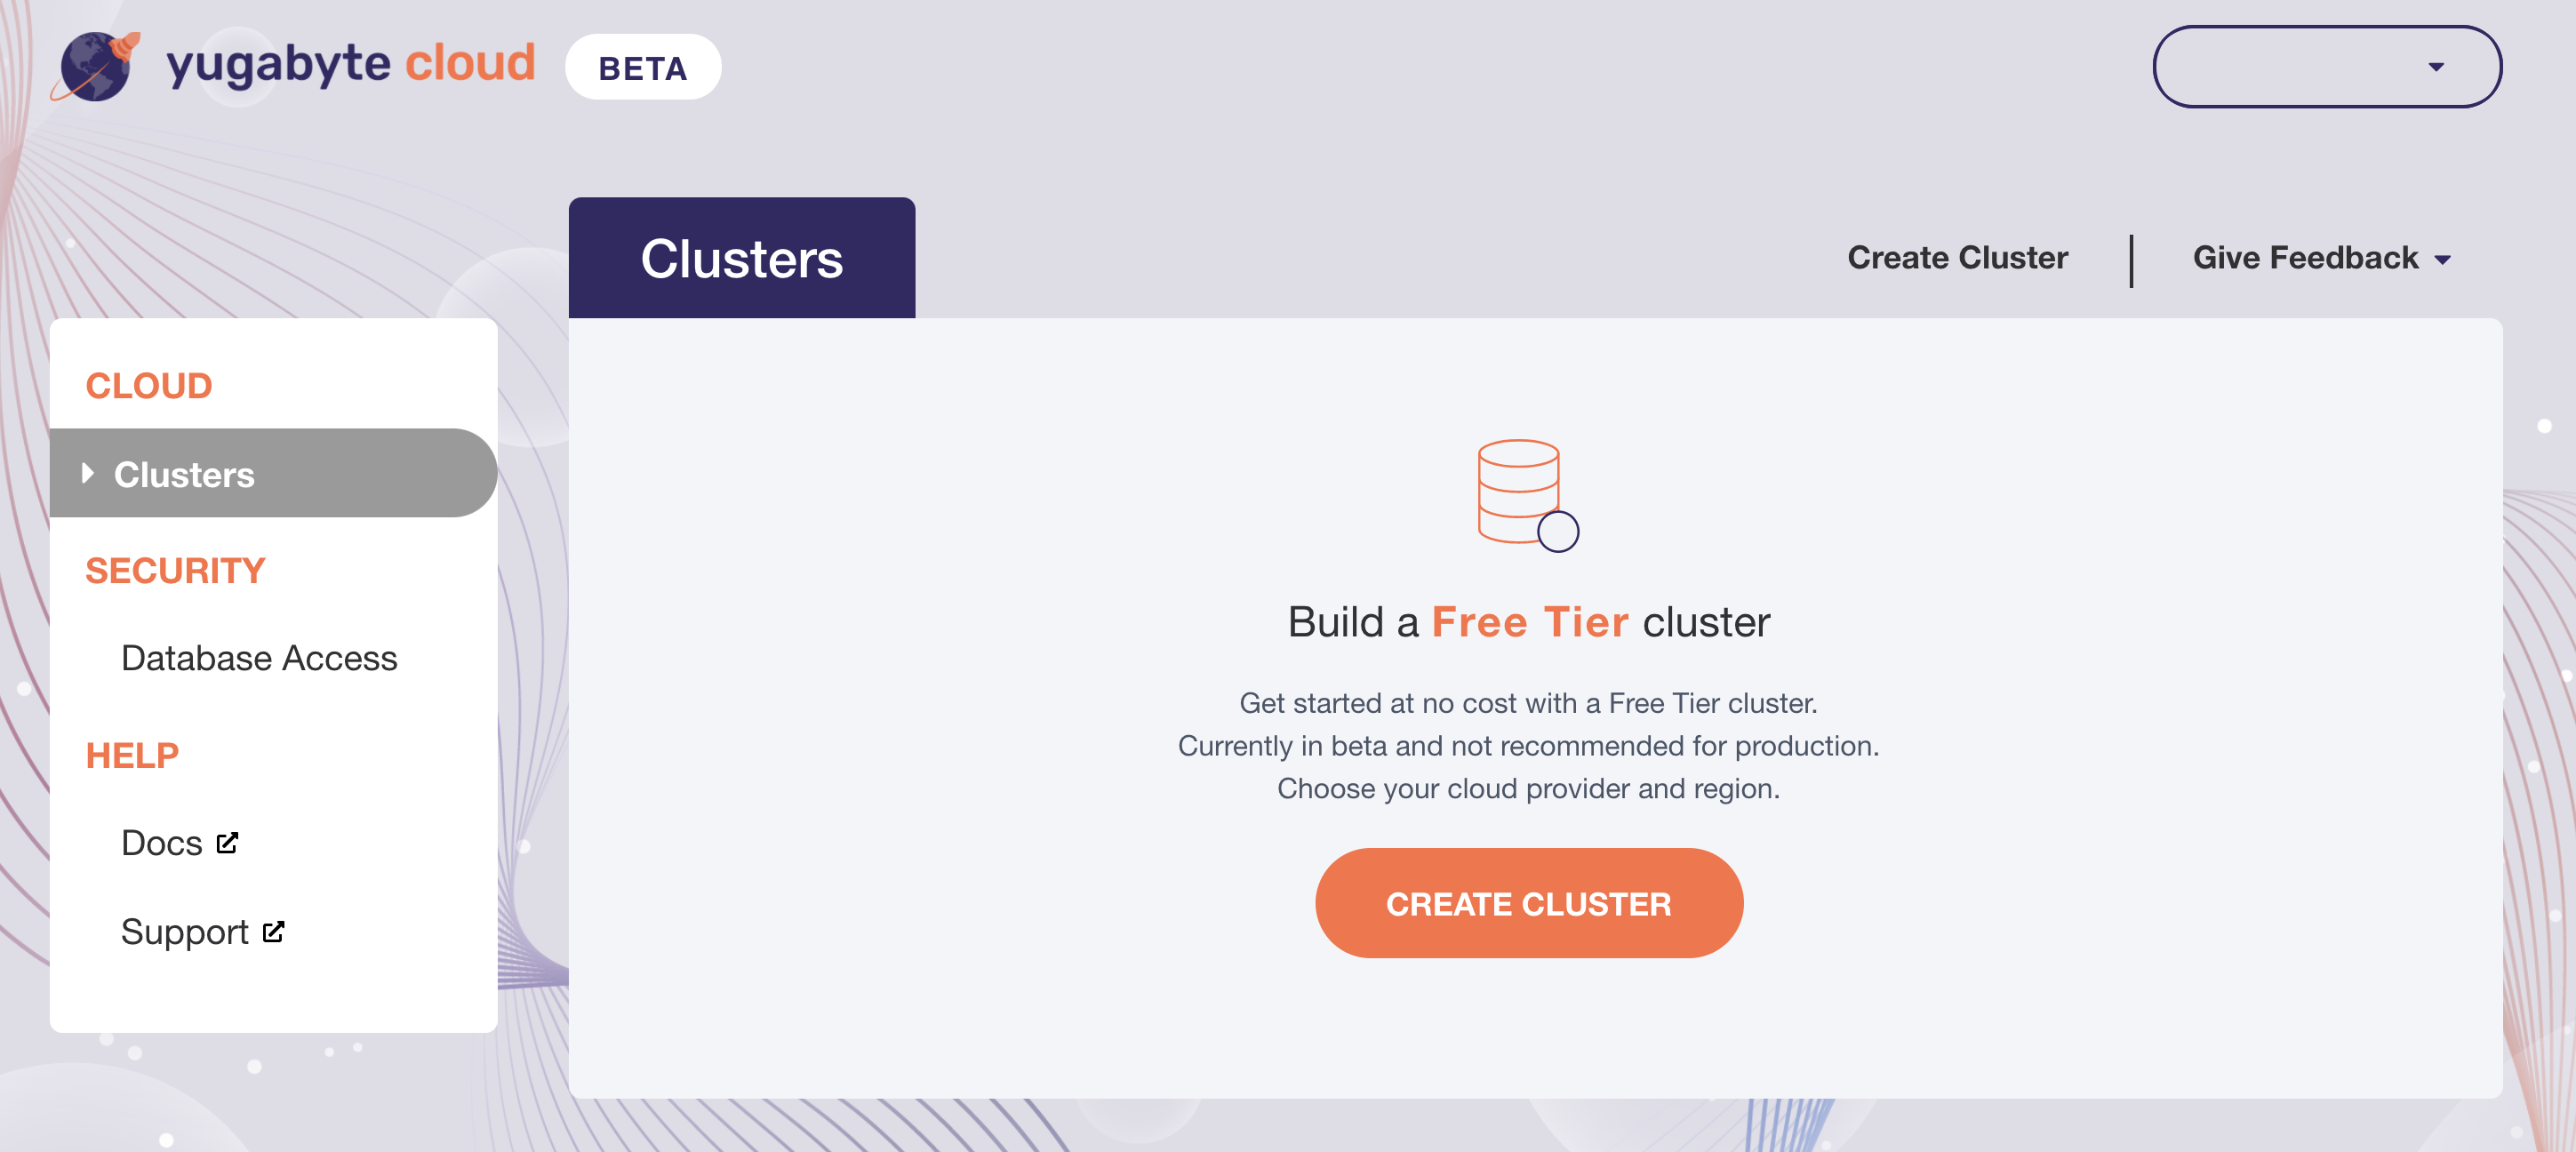 yugabyte cloud BETA
Clusters
Create Cluster
Give Feedback
CLOUD
Clusters
SECURITY
Database Access
HELP
Docs
Support
Build a Free Tier cluster
Get started at no cost with a Free Tier cluster.
Currently in beta and not recommended for production.
Choose your cloud provider and region.
CREATE CLUSTER